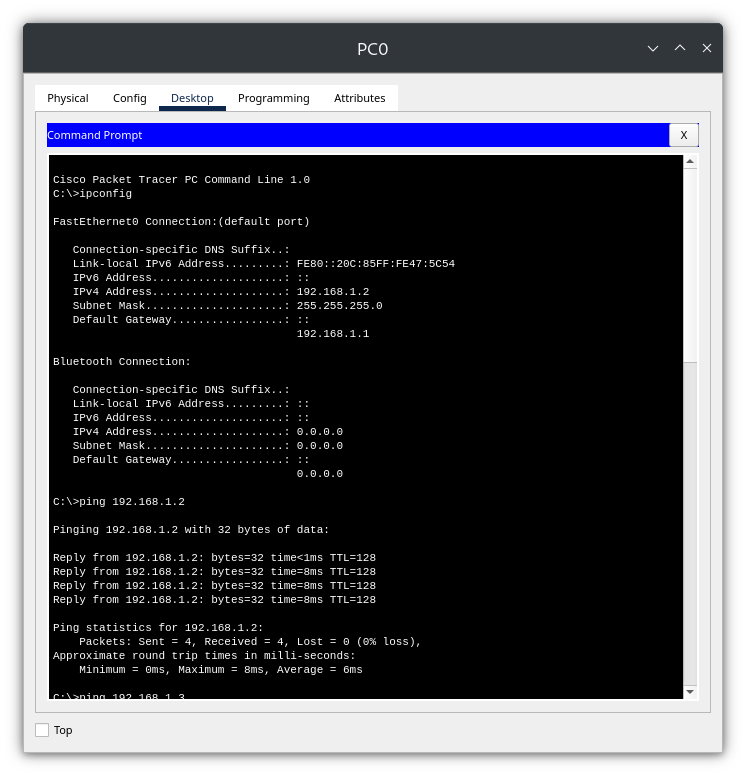 PC0
Physical Config Desktop Programming Attributes
Command Prompt X
Cisco Packet Tracer PC Command Line 1.0
C:\>ipconfig
FastEthernet0 Connection:(default port)
Connection-specific DNS Suffix..:
Link-local IPv6 Address.........: FE80::20C:85FF:FE47:5C54
IPv6 Address....................: ::
IPv4 Address....................: 192.168.1.2
Subnet Mask.....................: 255.255.255.0
Default Gateway.................: ::
192.168.1.1
Bluetooth Connection:
Connection-specific DNS Suffix..:
Link-local IPv6 Address.........: ::
IPv6 Address....................: ::
IPv4 Address....................: 0.0.0.0
Subnet Mask.....................: 0.0.0.0
Default Gateway.................: ::
0.0.0.0
C:\>ping 192.168.1.2
Pinging 192.168.1.2 with 32 bytes of data:
Reply from 192.168.1.2: bytes=32 time<1ms TTL=128
Reply from 192.168.1.2: bytes=32 time=8ms TTL=128
Reply from 192.168.1.2: bytes=32 time=8ms TTL=128
Reply from 192.168.1.2: bytes=32 time=8ms TTL=128
Ping statistics for 192.168.1.2:
Packets: Sent = 4, Received = 4, Lost = 0 (0% loss),
Approximate round trip times in milli-seconds:
Minimum = 0ms, Maximum = 8ms, Average = 6ms
C:\>ping 192.168.1.3
Top